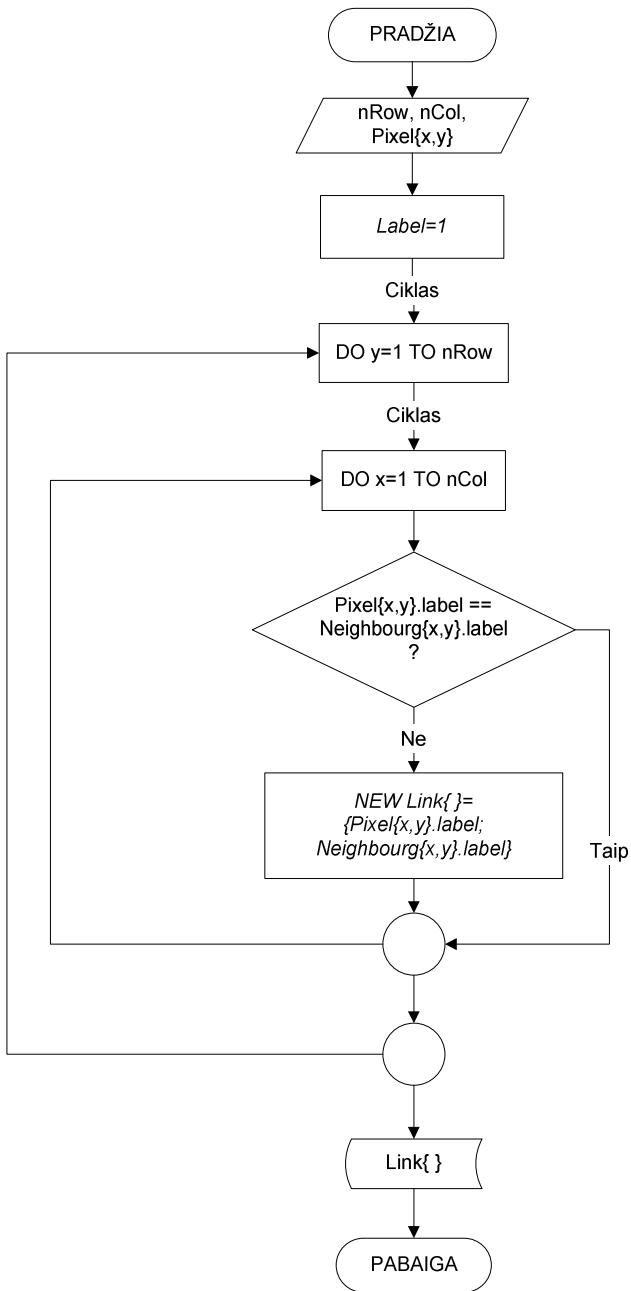 PRADŽIA
nRow, nCol,
Pixel{x,y}
Label=1
Ciklas
DO y=1 TO nRow
Ciklas
DO x=1 TO nCol
Pixel{x,y}.label ==
Neighbourg{x,y}.label
?
Ne
NEW Link{ }=
{Pixel{x,y}.label;
Neighbourg{x,y}.label}
Taip
Link{ }
PABAIGA